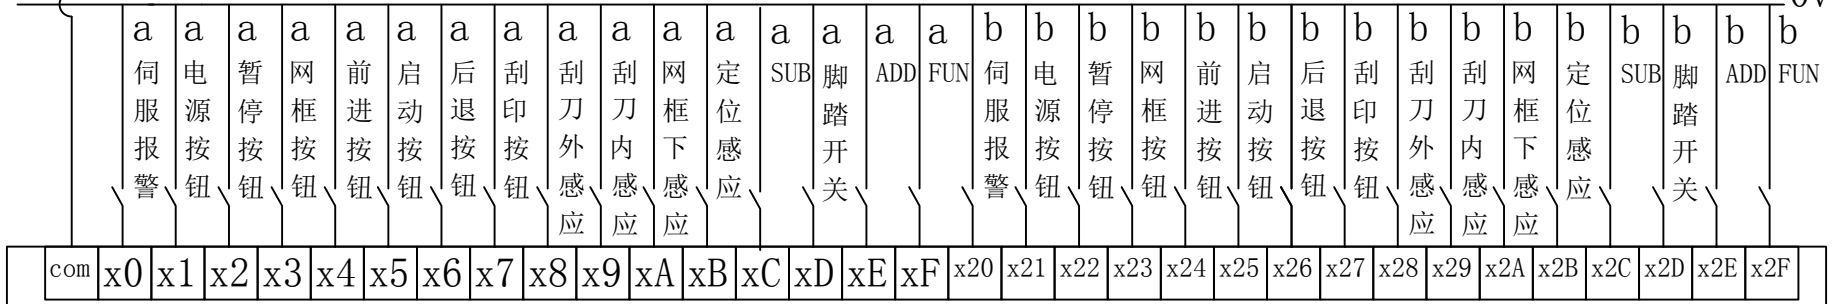 0V
a 伺服报警
a 电源按钮
a 暂停按钮
a 网框按钮
a 前进按钮
a 启动按钮
a 后退按钮
a 刮印按钮
a 刮刀外感应
a 刮刀内感应
a 网框下感应
a 定位感应
a SUB
a 脚踏开关
a ADD
a FUN
b 伺服报警
b 电源按钮
b 暂停按钮
b 网框按钮
b 前进按钮
b 启动按钮
b 后退按钮
b 刮印按钮
b 刮刀外感应
b 刮刀内感应
b 网框下感应
b 定位感应
b SUB
b 脚踏开关
b ADD
b FUN
com x0 x1 x2 x3 x4 x5 x6 x7 x8 x9 xA xB xC xD xE xF x20 x21 x22 x23 x24 x25 x26 x27 x28 x29 x2A x2B x2C x2D x2E x2F